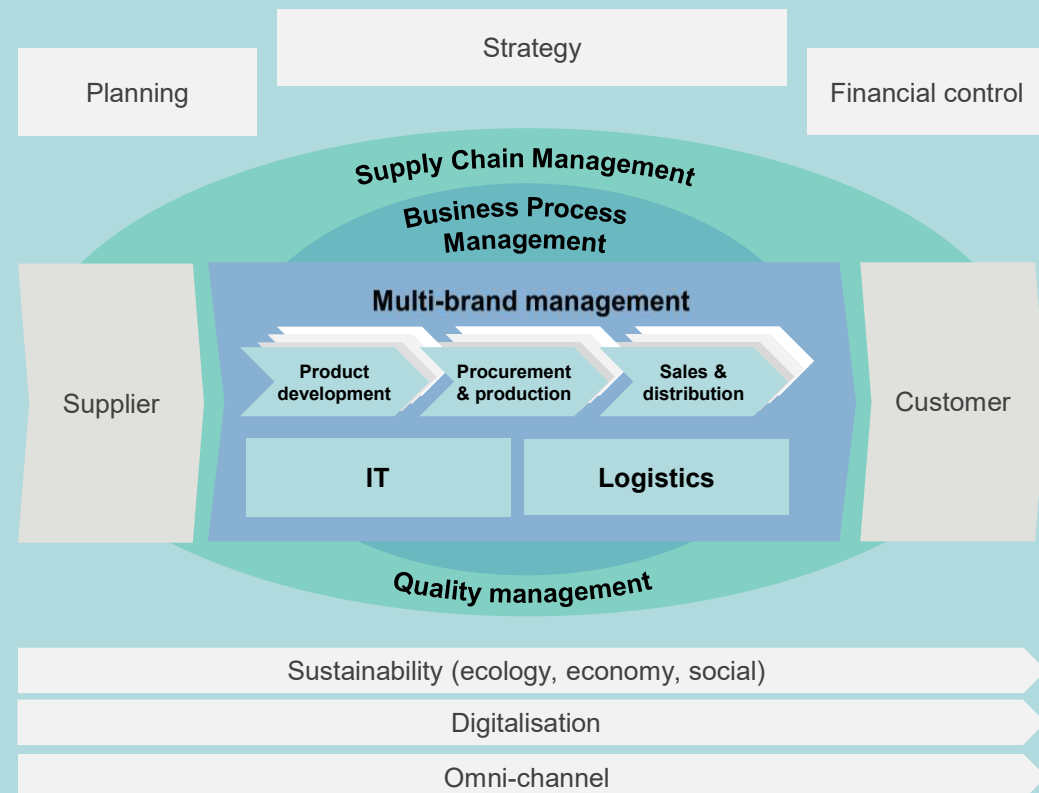 Strategy
Planning
Financial control
Supply Chain Management
Business Process
Management
Multi-brand management
Product
development
Procurement
& production
Sales &
distribution
Supplier
Customer
IT
Logistics
Quality management
Sustainability (ecology, economy, social)
Digitalisation
Omni-channel